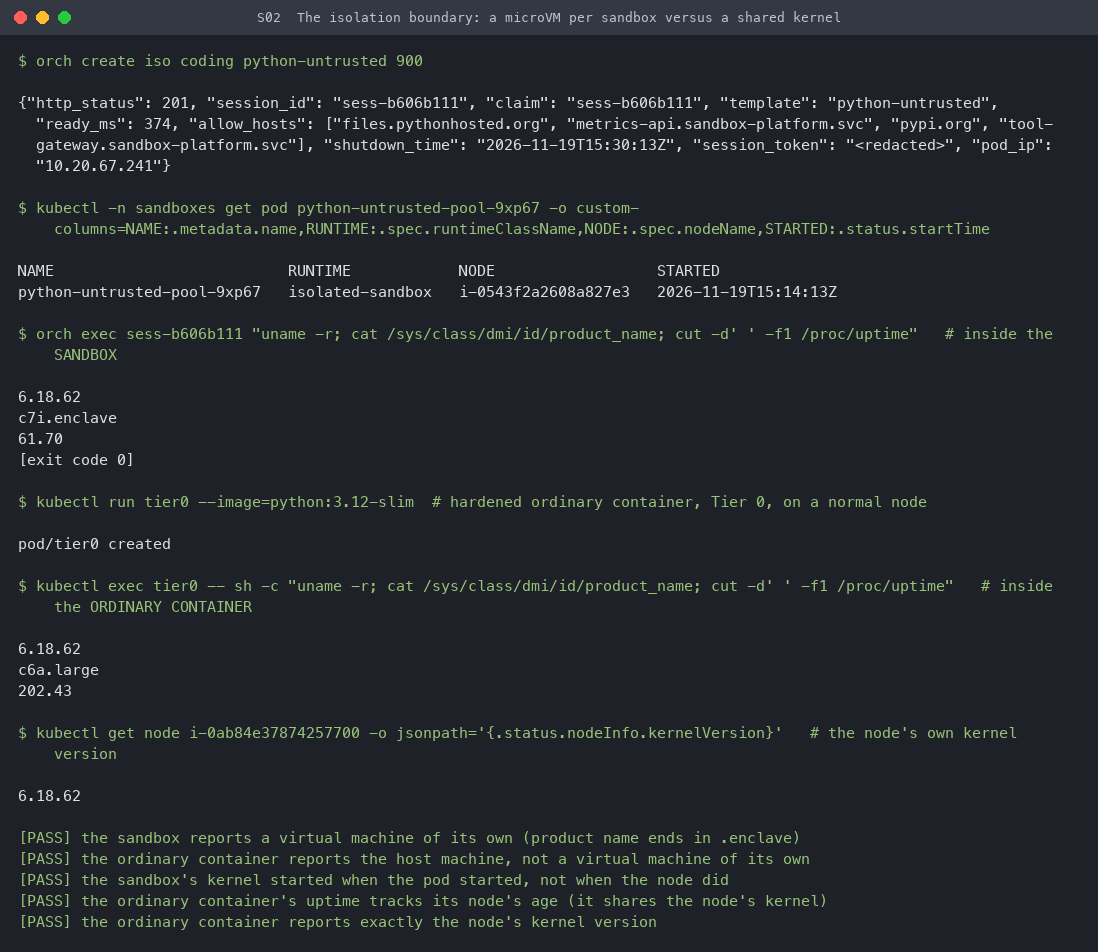 S02  The isolation boundary: a microVM per sandbox versus a shared kernel
$ orch create iso coding python-untrusted 900
{"http_status": 201, "session_id": "sess-b606b111", "claim": "sess-b606b111", "template": "python-untrusted",
"ready_ms": 374, "allow_hosts": ["files.pythonhosted.org", "metrics-api.sandbox-platform.svc", "pypi.org", "tool-
gateway.sandbox-platform.svc"], "shutdown_time": "2026-11-19T15:30:13Z", "session_token": "<redacted>", "pod_ip":
"10.20.67.241"}
$ kubectl -n sandboxes get pod python-untrusted-pool-9xp67 -o custom-
columns=NAME:.metadata.name,RUNTIME:.spec.runtimeClassName,NODE:.spec.nodeName,STARTED:.status.startTime
NAME                          RUNTIME            NODE                  STARTED
python-untrusted-pool-9xp67   isolated-sandbox   i-0543f2a2608a827e3   2026-11-19T15:14:13Z
$ orch exec sess-b606b111 "uname -r; cat /sys/class/dmi/id/product_name; cut -d' ' -f1 /proc/uptime"   # inside the
SANDBOX
6.18.62
c7i.enclave
61.70
[exit code 0]
$ kubectl run tier0 --image=python:3.12-slim  # hardened ordinary container, Tier 0, on a normal node
pod/tier0 created
$ kubectl exec tier0 -- sh -c "uname -r; cat /sys/class/dmi/id/product_name; cut -d' ' -f1 /proc/uptime"   # inside
the ORDINARY CONTAINER
6.18.62
c6a.large
202.43
$ kubectl get node i-0ab84e37874257700 -o jsonpath='{.status.nodeInfo.kernelVersion}'   # the node's own kernel
version
6.18.62
[PASS] the sandbox reports a virtual machine of its own (product name ends in .enclave)
[PASS] the ordinary container reports the host machine, not a virtual machine of its own
[PASS] the sandbox's kernel started when the pod started, not when the node did
[PASS] the ordinary container's uptime tracks its node's age (it shares the node's kernel)
[PASS] the ordinary container reports exactly the node's kernel version